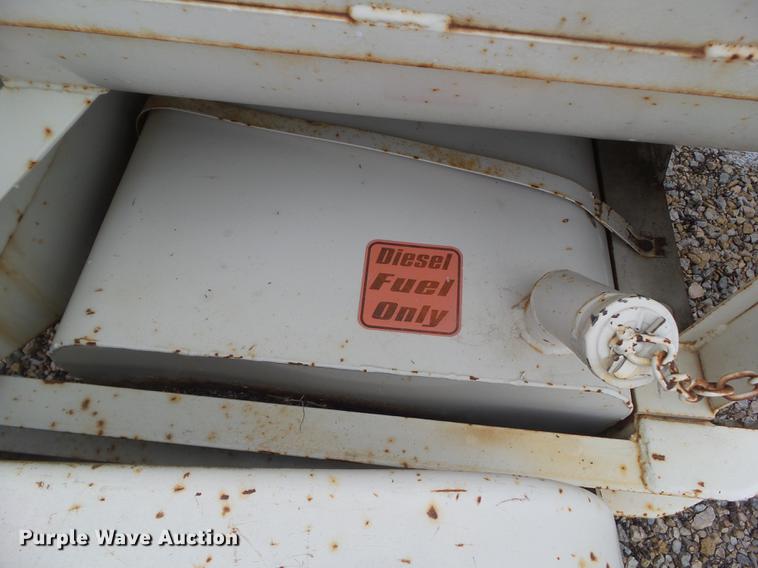 Diesel
Fuel
Only
Purple Wave Auction